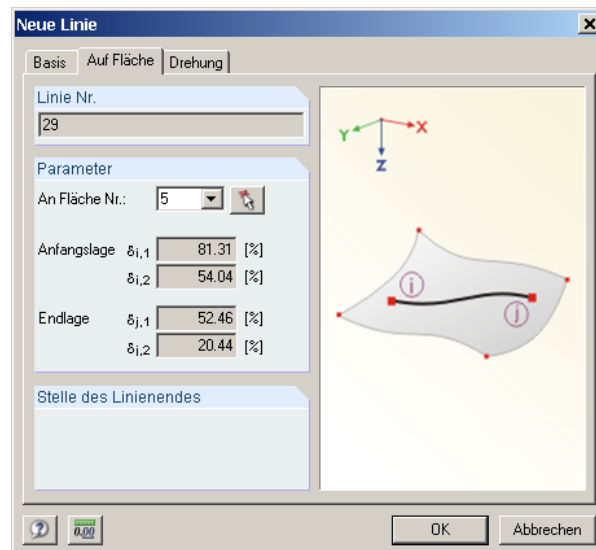 Neue Linie
Basis Auf Fläche Drehung
Linie Nr.
29
Parameter
An Fläche Nr.: 5
Anfangslage δi,1 81.31 [%]
δi,2 54.04 [%]
Endlage δj,1 52.46 [%]
δi,2 20.44 [%]
Stelle des Linienendes
Y X
Z
i
j
0.00
OK Abbrechen